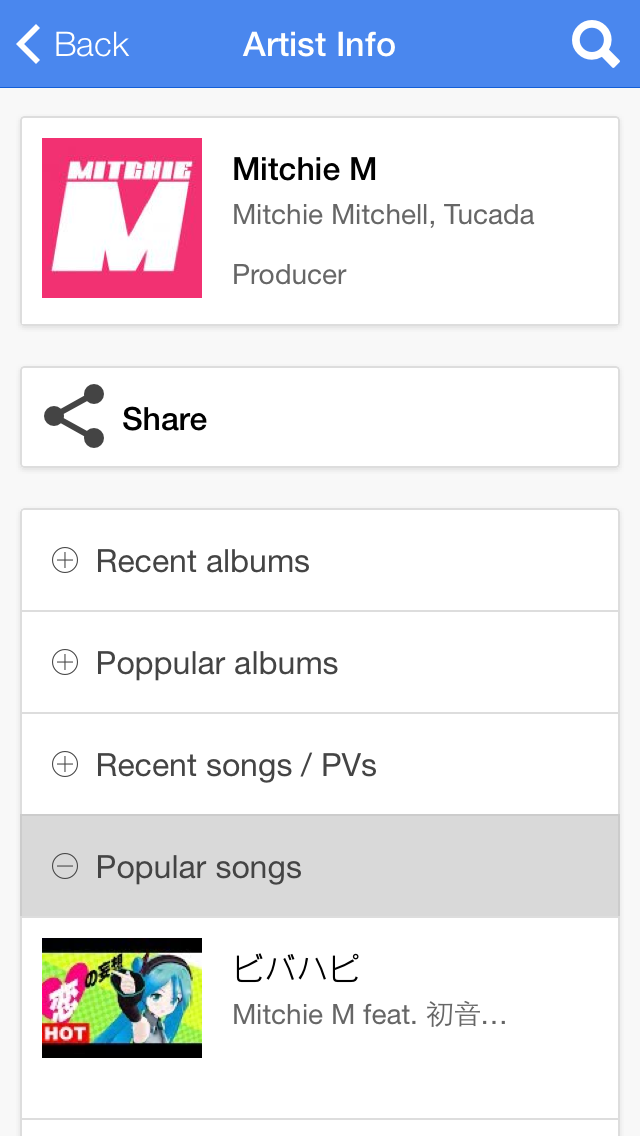 Back
Artist Info
MITCHIE
M
Mitchie M
Mitchie Mitchell, Tucada
Producer
Share
Recent albums
Poppular albums
Recent songs / PVs
Popular songs
恋の妄想
HOT
ビバハピ
Mitchie M feat. 初音…